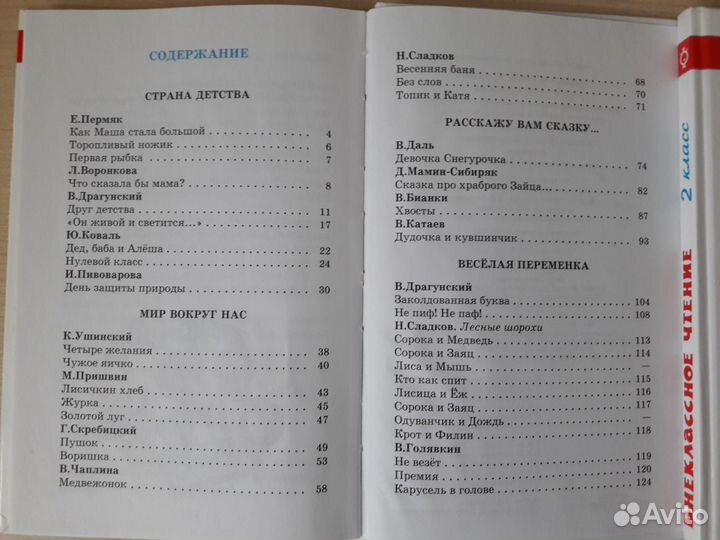 СОДЕРЖАНИЕ
СТРАНА ДЕТСТВА
Е.Пермяк
Как Маша стала большой 4
Торопливый ножик 6
Первая рыбка 7
Л.Воронкова
Что сказала бы мама? 8
В.Драгунский
Друг детства 11
«Он живой и светится...» 17
Ю.Коваль
Дед, баба и Алёша 22
Нулевой класс 24
И.Пивоварова
День защиты природы 30
МИР ВОКРУГ НАС
К.Ушинский
Четыре желания 38
Чужое яичко 40
М.Пришвин
Лисичкин хлеб 43
Журка 45
Золотой луг 47
Г.Скребицкий
Пушок 49
Воришка 53
В.Чаплина
Медвежонок 58
Н.Сладков
Весенняя баня 68
Без слов 70
Топик и Катя 71
РАССКАЖУ ВАМ СКАЗКУ...
В.Даль
Девочка Снегурочка 74
Д.Мамин-Сибиряк
Сказка про храброго Зайца... 82
В.Бианки
Хвосты 87
В.Катаев
Дудочка и кувшинчик 93
ВЕСЁЛАЯ ПЕРЕМЕНКА
В.Драгунский
Заколдованная буква 104
Не пиф! Не паф! 108
Н.Сладков. Лесные шорохи
Сорока и Медведь 113
Сорока и Заяц 114
Лиса и Мышь —
Кто как спит 115
Лисица и Ёж 116
Сорока и Заяц 117
Одуванчик и Дождь —
Крот и Филин 118
В.Голявкин
Не везёт 119
Премия 120
Карусель в голове 124
ВНЕКЛАССНОЕ ЧТЕНИЕ 2 класс
Avito